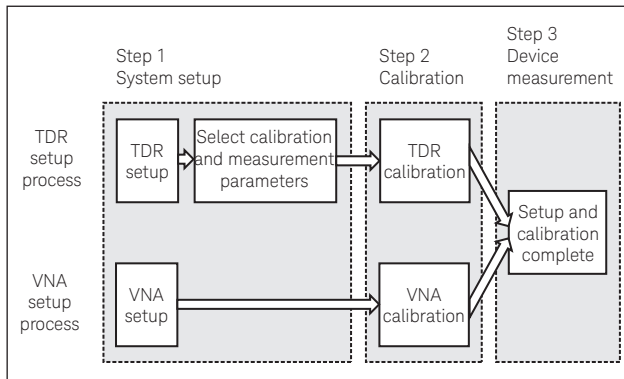 Step 1
System setup
Step 2
Calibration
Step 3
Device
measurement
TDR
setup
process
TDR
setup
Select calibration
and measurement
parameters
TDR
calibration
Setup and
calibration
complete
VNA
setup
process
VNA
setup
VNA
calibration